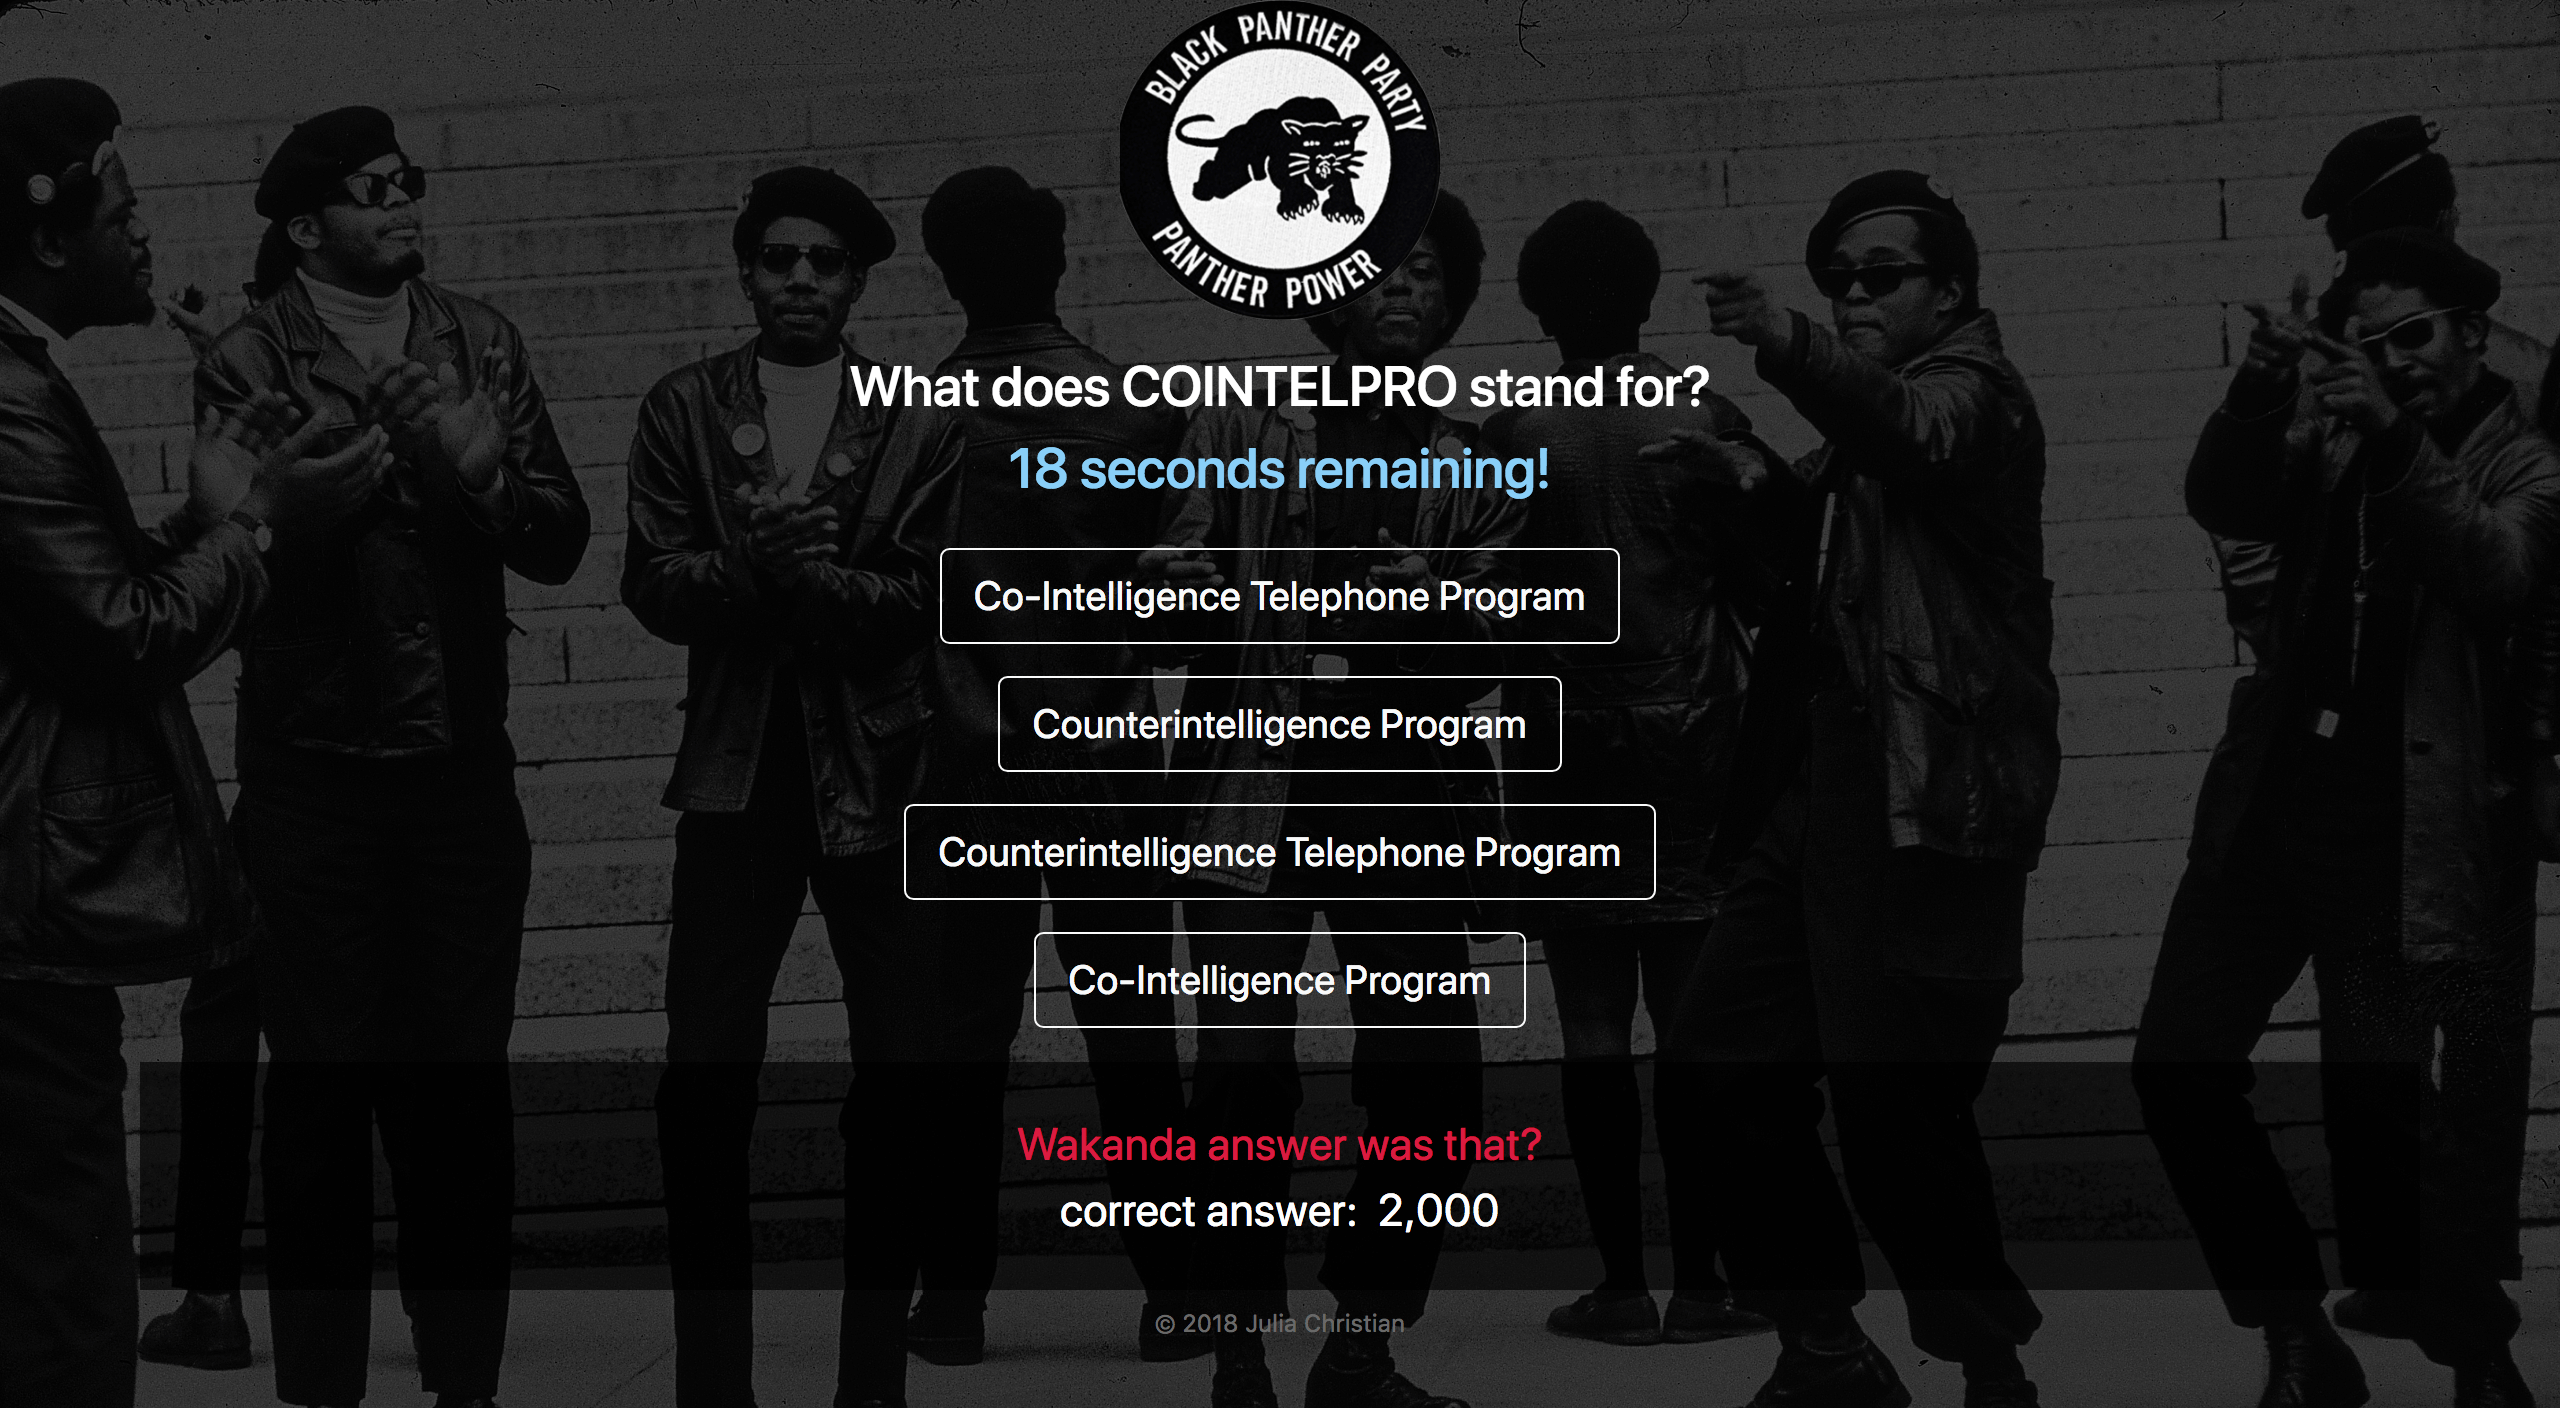 BLACK PANTHER PARTY
PANTHER POWER
What does COINTELPRO stand for?
18 seconds remaining!
Co-Intelligence Telephone Program
Counterintelligence Program
Counterintelligence Telephone Program
Co-Intelligence Program
Wakanda answer was that?
correct answer: 2,000
© 2018 Julia Christian